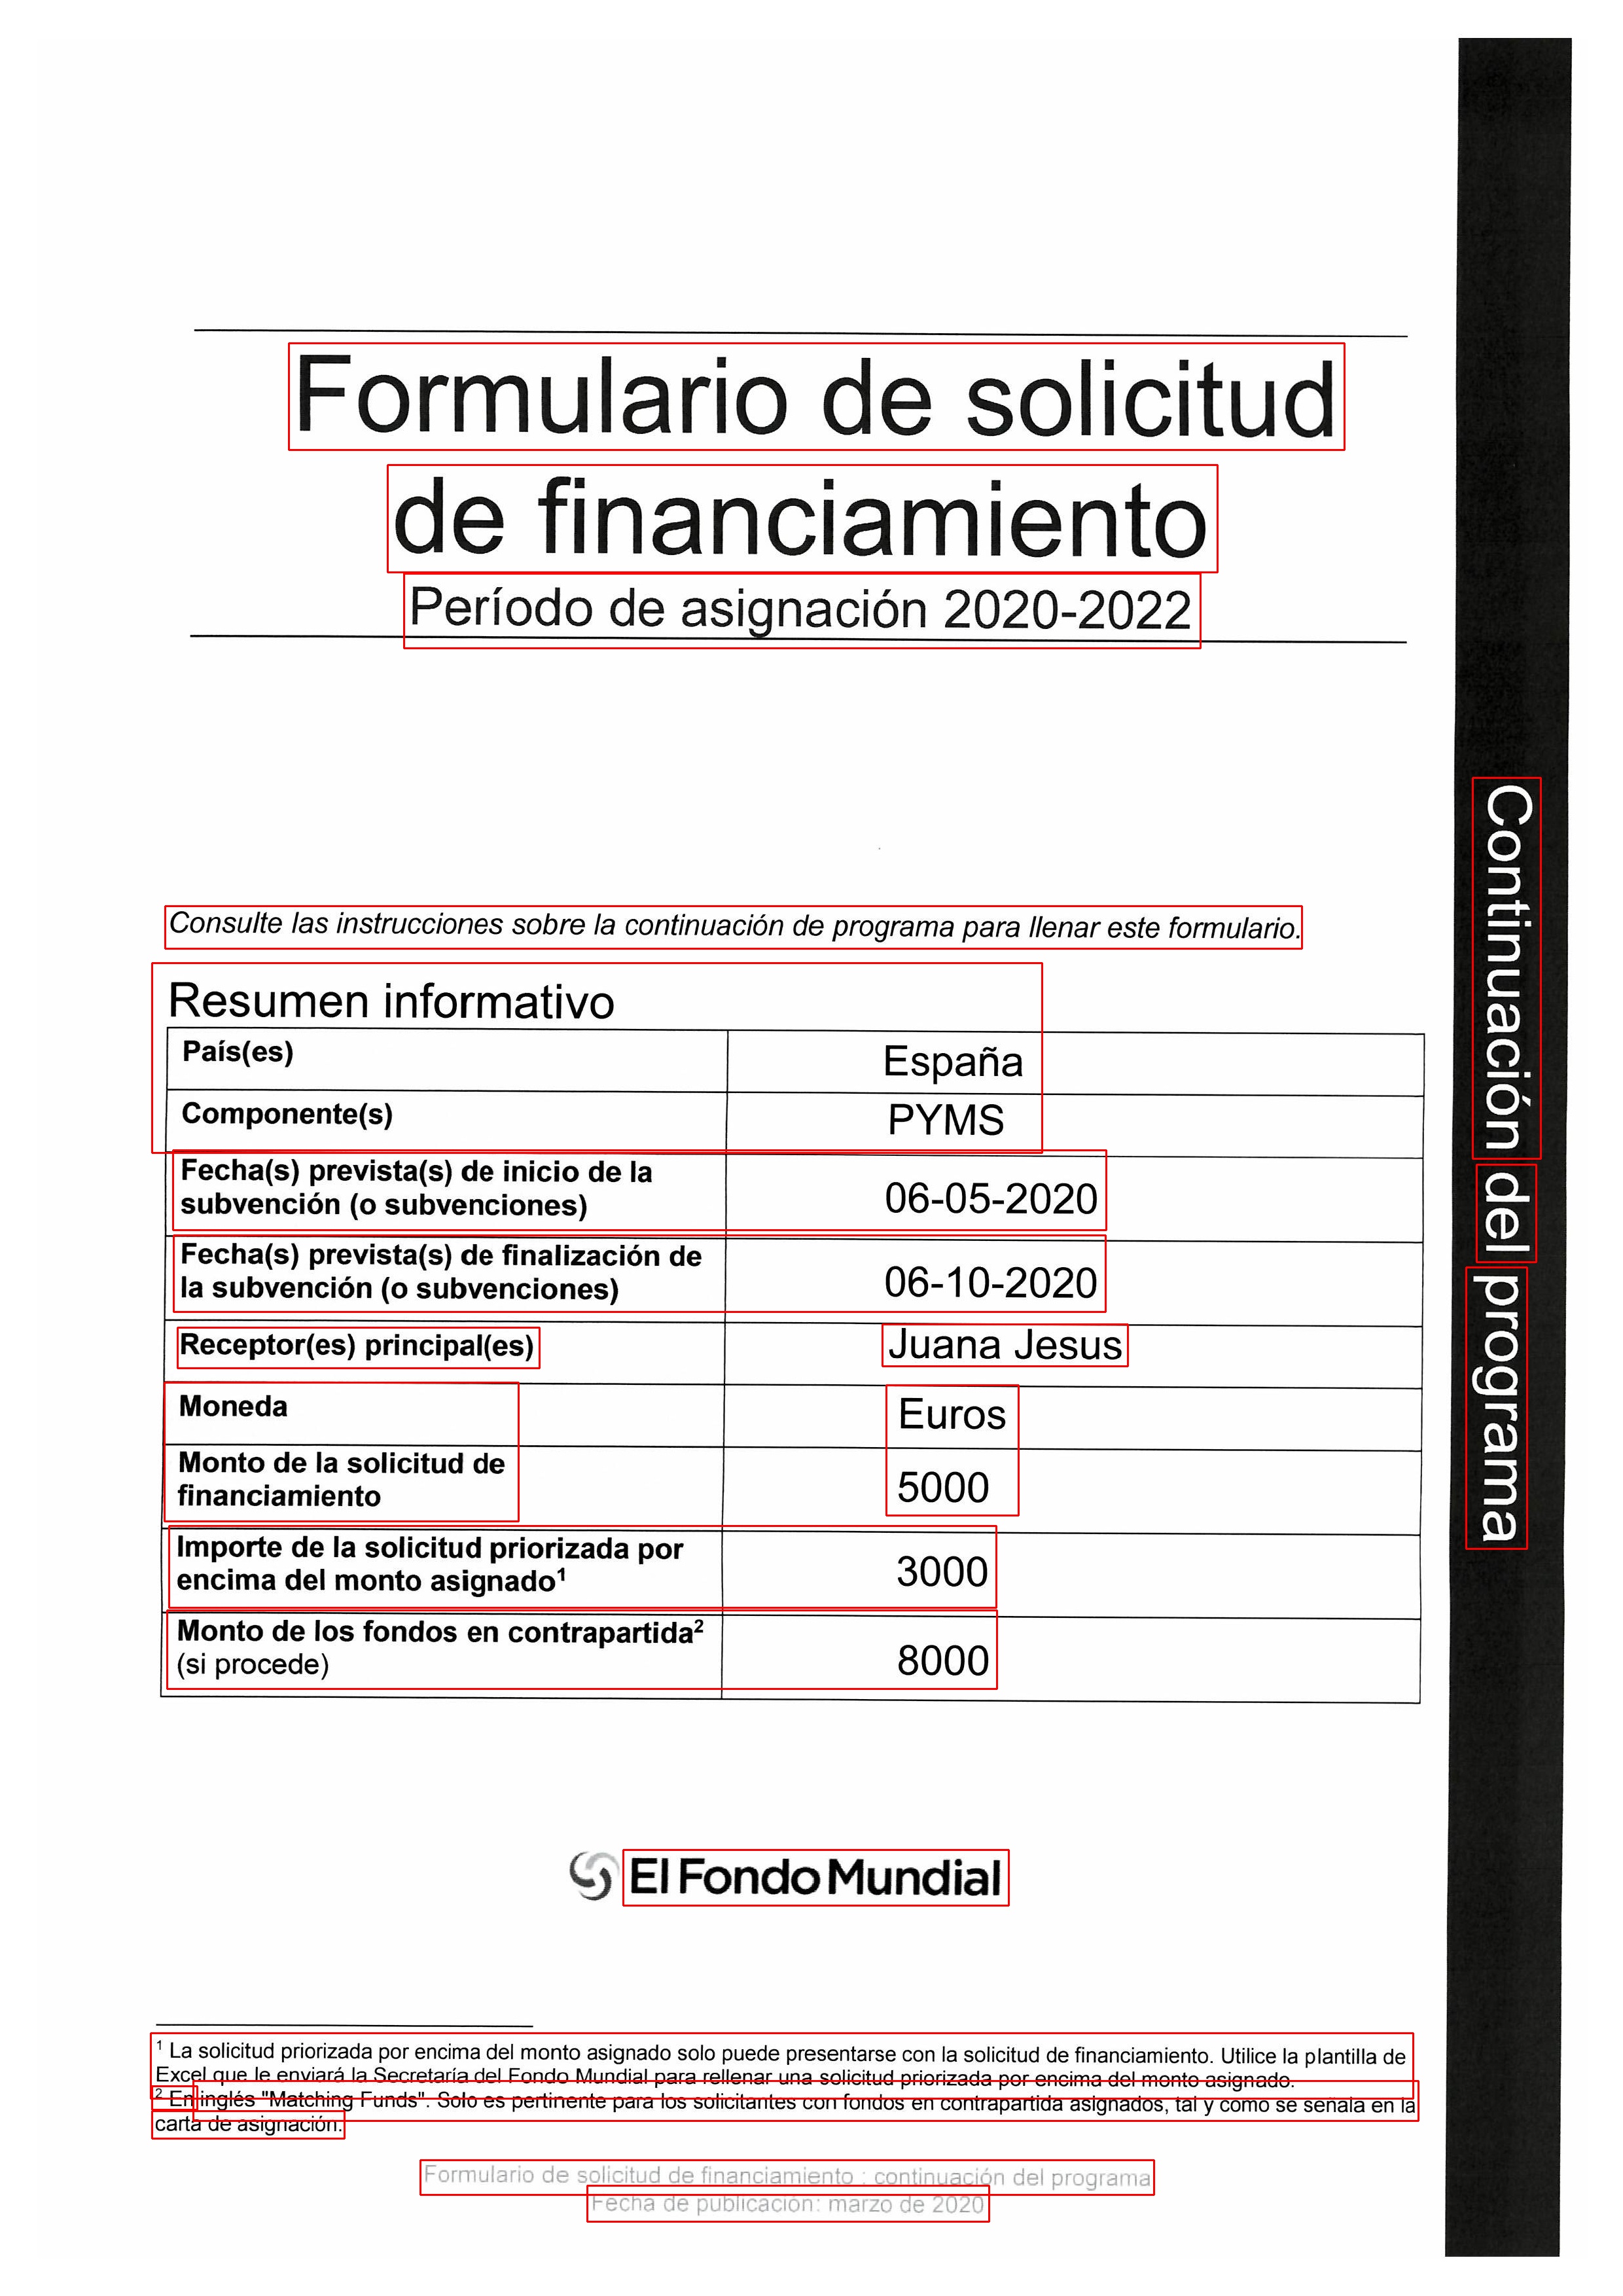 Formulario de solicitud
de financiamiento
Período de asignación 2020-2022
Continuación del programa
Consulte las instrucciones sobre la continuación de programa para llenar este formulario.
Resumen informativo
País(es) España
Componente(s) PYMS
Fecha(s) prevista(s) de inicio de la
subvención (o subvenciones) 06-05-2020
Fecha(s) prevista(s) de finalización de
la subvención (o subvenciones) 06-10-2020
Receptor(es) principal(es) Juana Jesus
Moneda Euros
Monto de la solicitud de
financiamiento 5000
Importe de la solicitud priorizada por
encima del monto asignado¹ 3000
Monto de los fondos en contrapartida²
(si procede) 8000
El Fondo Mundial
¹ La solicitud priorizada por encima del monto asignado solo puede presentarse con la solicitud de financiamiento. Utilice la plantilla de
Excel que le enviará la Secretaría del Fondo Mundial para rellenar una solicitud priorizada por encima del monto asignado.
² En inglés "Matching Funds". Solo es pertinente para los solicitantes con fondos en contrapartida asignados, tal y como se señala en la
carta de asignación.
Formulario de solicitud de financiamiento : continuación del programa
Fecha de publicación: marzo de 2020